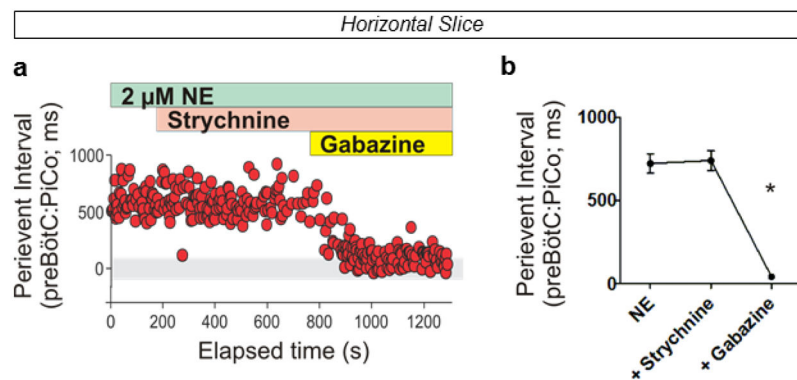 Horizontal Slice
a
2 µM NE
Strychnine
Gabazine
Perievent Interval
(preBötC:PiCo; ms)
1000
500
0
0 200 400 600 800 1000 1200
Elapsed time (s)
b
Perievent Interval
(preBötC:PiCo; ms)
1000
500
0
*
NE
+ Strychnine
+ Gabazine